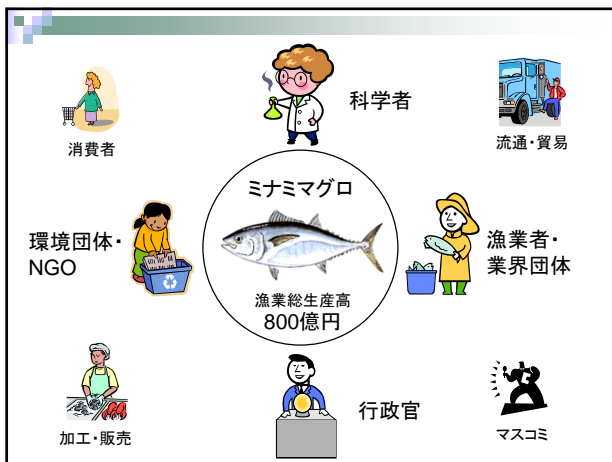 科学者
消費者
流通・貿易
ミナミマグロ
環境団体・
NGO
漁業者・
業界団体
漁業総生産高
800億円
加工・販売
行政官
マスコミ